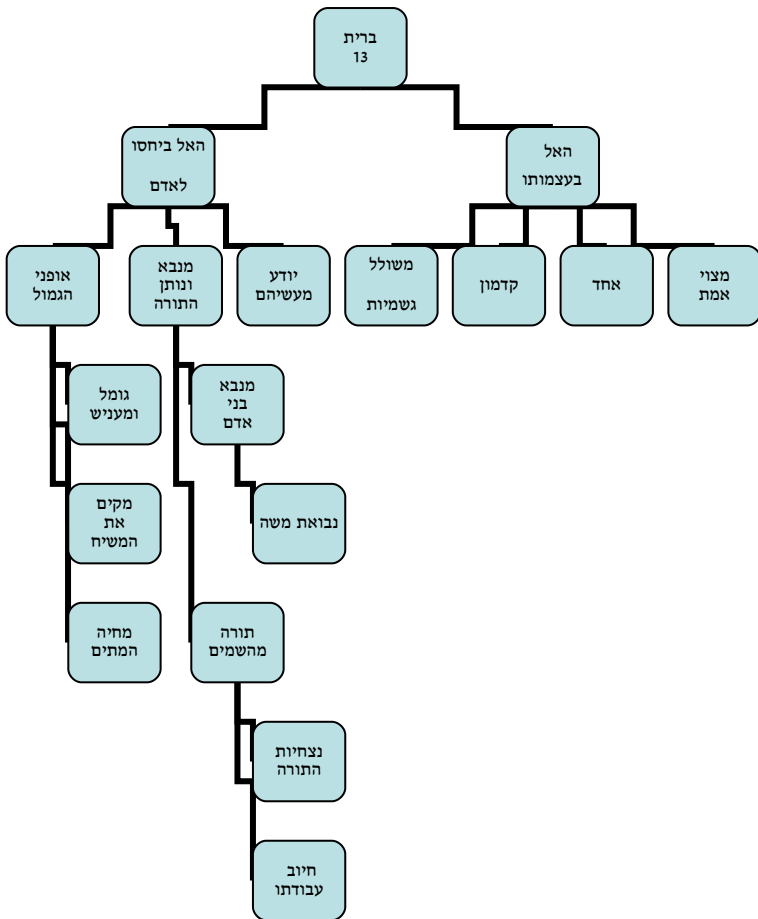 ברית
13
האל
בעצמותו
האל ביחסו
לאדם
מצוי
אמת
אחד
קדמון
משולל
גשמיות
יודע
מעשיהם
מנבא
ונותן
התורה
אופני
הגמול
מנבא
בני
אדם
גומל
ומעניש
נבואת משה
מקים
את
המשיח
תורה
מהשמים
מחיה
המתים
נצחיות
התורה
חיוב
עבודתו